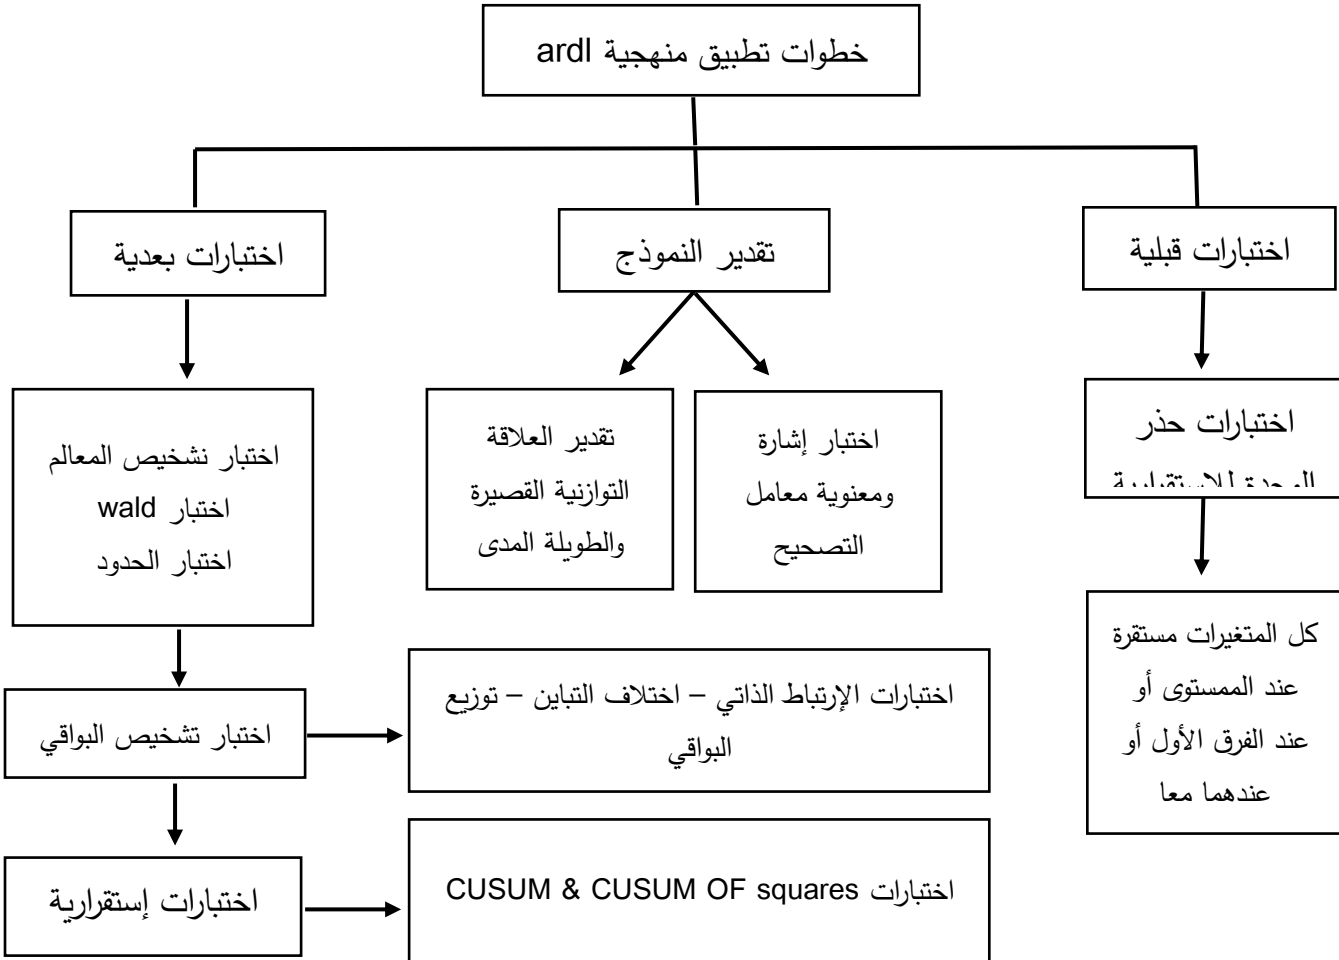 خطوات تطبيق منهجية ardl
اختبارات قبلية
تقدير النموذج
اختبارات بعدية
اختبارات حذر
الوحدة للاستقرارية
كل المتغيرات مستقرة
عند الممستوى أو
عند الفرق الأول أو
عندهما معا
اختبار إشارة
ومعنوية معامل
التصحيح
تقدير العلاقة
التوازنية القصيرة
والطويلة المدى
اختبار نشخيص المعالم
اختبار wald
اختبار الحدود
اختبار تشخيص البواقي
اختبارات الإرتباط الذاتي – اختلاف التباين – توزيع
البواقي
اختبارات إستقرارية
اختبارات CUSUM & CUSUM OF squares